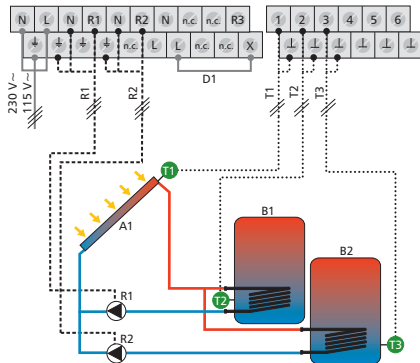 N L N R1 N R2 N n.c. n.c. R3
n.c. L L n.c. n.c. X
1 2 3 4 5 6
D1
230 V~
115 V~
R1
R2
T1
T2
T3
T1
A1
B1
B2
R1
T2
R2
T3